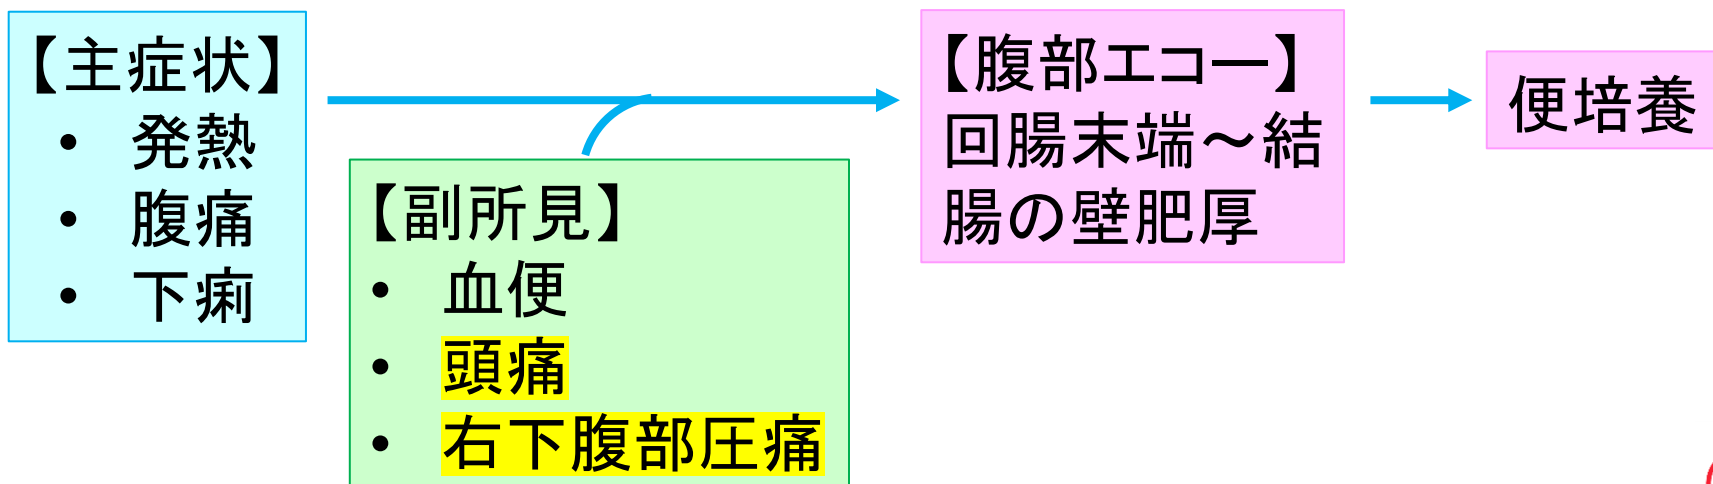 【主症状】
• 発熱
• 腹痛
• 下痢
【副所見】
• 血便
• 頭痛
• 右下腹部圧痛
【腹部エコー】
回腸末端～結
腸の壁肥厚
便培養